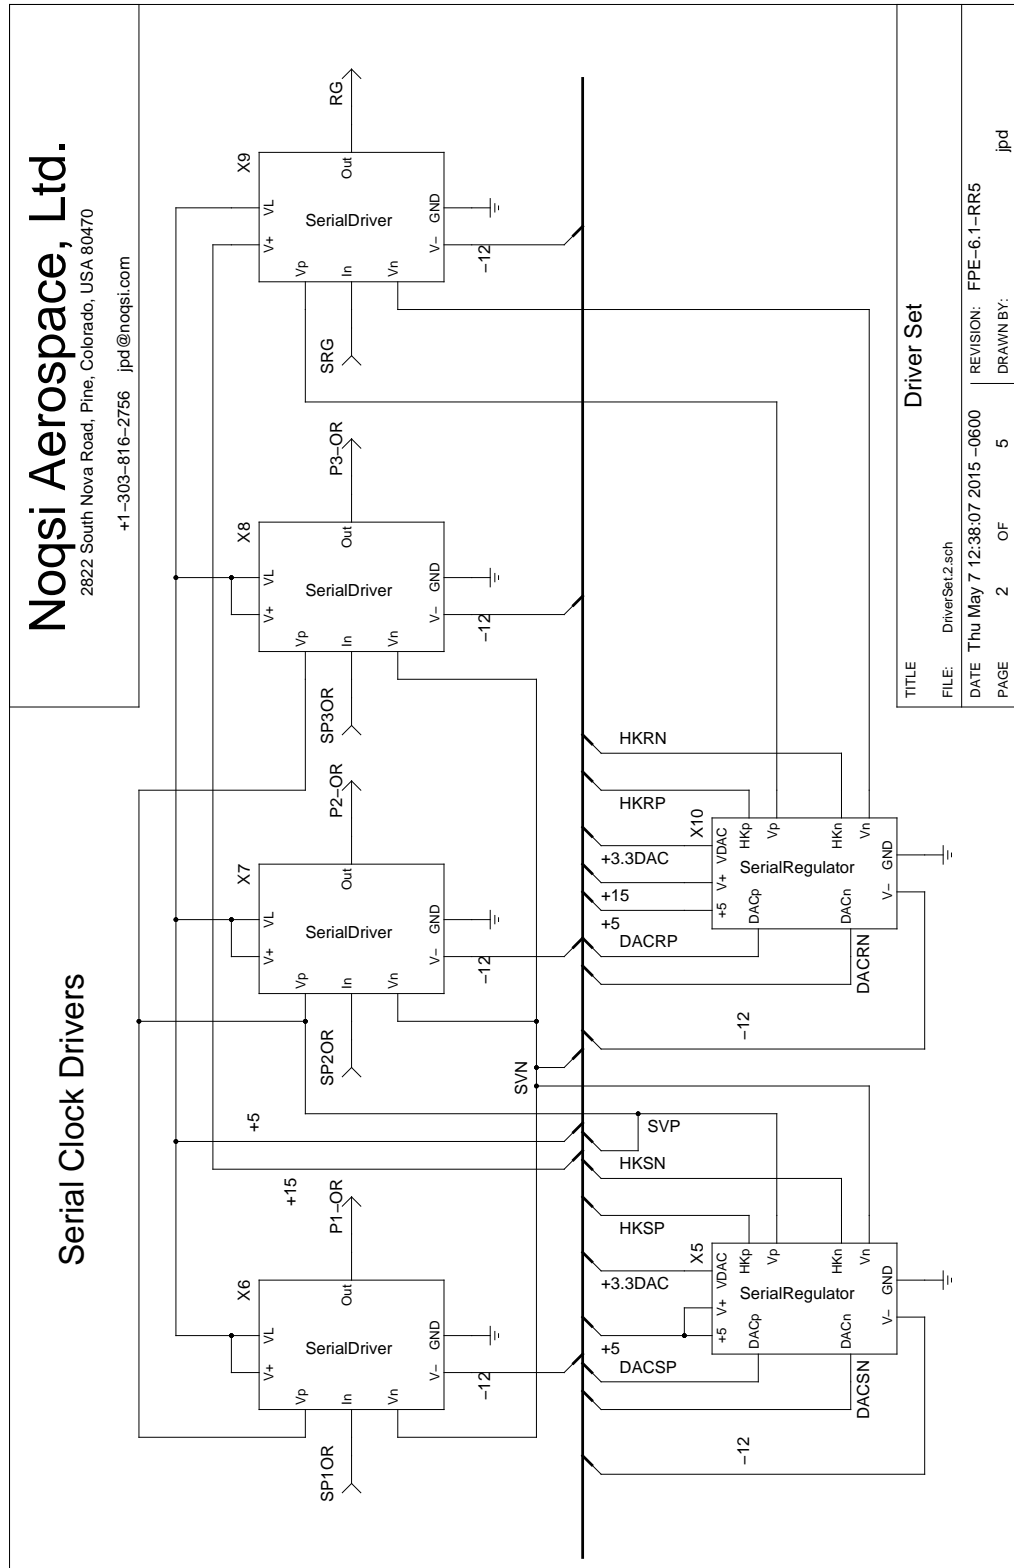 Serial Clock Drivers
Noqsi Aerospace, Ltd.
2822 South Nova Road, Pine, Colorado, USA 80470
+1−303−816−2756 jpd@noqsi.com
+15
+5
X6
V+
VL
Vp
In
Vn
SerialDriver
Out
V−
GND
SP1OR
P1−OR
−12
X7
V+
VL
Vp
In
Vn
SerialDriver
Out
V−
GND
SP2OR
P2−OR
−12
X8
V+
VL
Vp
In
Vn
SerialDriver
Out
V−
GND
SP3OR
P3−OR
−12
X9
V+
VL
Vp
In
Vn
SerialDriver
Out
V−
GND
SRG
RG
−12
SVN
SVP
−12
DACSN
DACSP
+5
+3.3DAC
HKSP
HKSN
X5
+5
V+
VDAC
DACp
DACn
SerialRegulator
HKp
Vp
HKn
Vn
V−
GND
−12
DACRN
DACRP
+5
+15
+3.3DAC
HKRP
HKRN
X10
+5
V+
VDAC
DACp
DACn
SerialRegulator
HKp
Vp
HKn
Vn
V−
GND
TITLE
Driver Set
FILE: DriverSet.2.sch
DATE Thu May 7 12:38:07 2015 −0600
REVISION: FPE−6.1−RR5
PAGE 2 OF 5
DRAWN BY: jpd